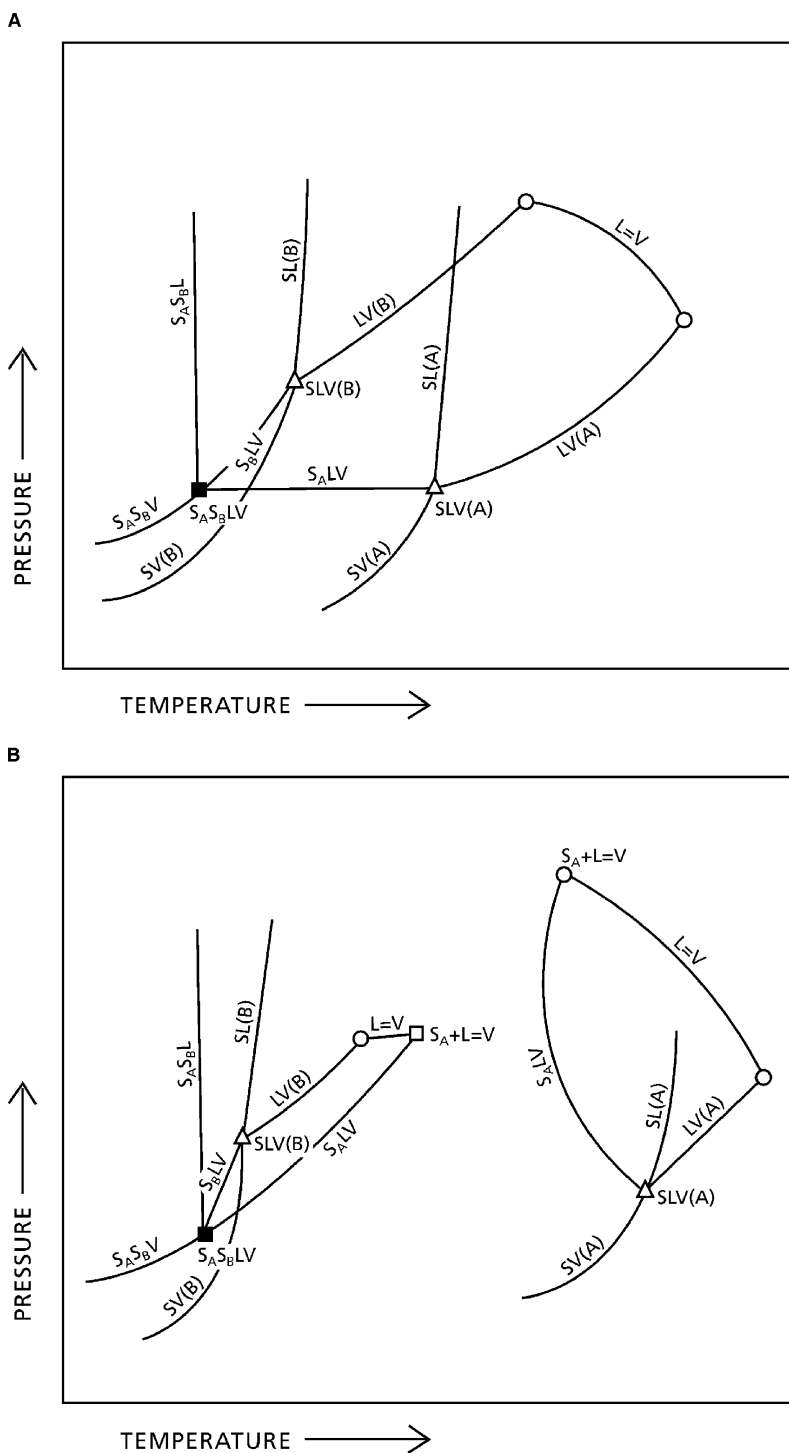 A
L=V
SL(B)
SASBL
LV(B)
SL(A)
SLV(B)
LV(A)
SBLV
SALV
SASBV
SASBLV
SLV(A)
SV(B)
SV(A)
PRESSURE
TEMPERATURE
B
SA+L=V
L=V
SL(B)
L=V
SA+L=V
SASBL
LV(B)
SALV
SL(A)
LV(A)
SLV(B)
SALV
SBLV
SLV(A)
SASBV
SASBLV
SV(A)
SV(B)
PRESSURE
TEMPERATURE